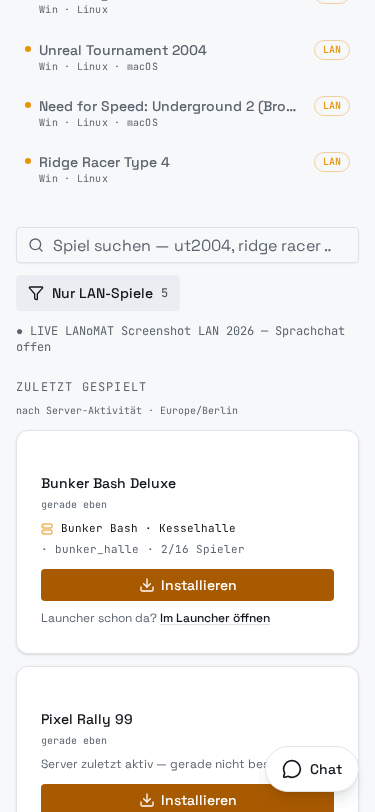 Win · Linux
LAN
Unreal Tournament 2004
LAN
Win · Linux · macOS
Need for Speed: Underground 2 (Bro…
LAN
Win · Linux · macOS
Ridge Racer Type 4
LAN
Win · Linux
Spiel suchen — ut2004, ridge racer ..
Nur LAN-Spiele 5
● LIVE LANoMAT Screenshot LAN 2026 — Sprachchat
offen
ZULETZT GESPIELT
nach Server-Aktivität · Europe/Berlin
Bunker Bash Deluxe
gerade eben
Bunker Bash · Kesselhalle
· bunker_halle · 2/16 Spieler
Installieren
Launcher schon da? Im Launcher öffnen
Pixel Rally 99
gerade eben
Server zuletzt aktiv — gerade nicht
Chat
Installieren